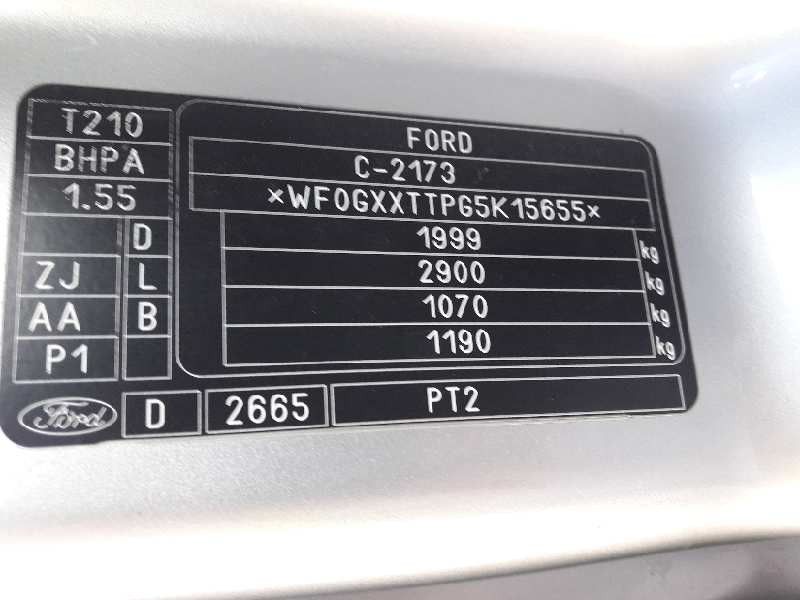 T210
BHPA
1.55
D
ZJ L
AA B
P1
FORD
C-2173
*WF0GXXTTPG5K15655*
1999 kg
2900 kg
1070 kg
1190 kg
Ford D 2665 PT2